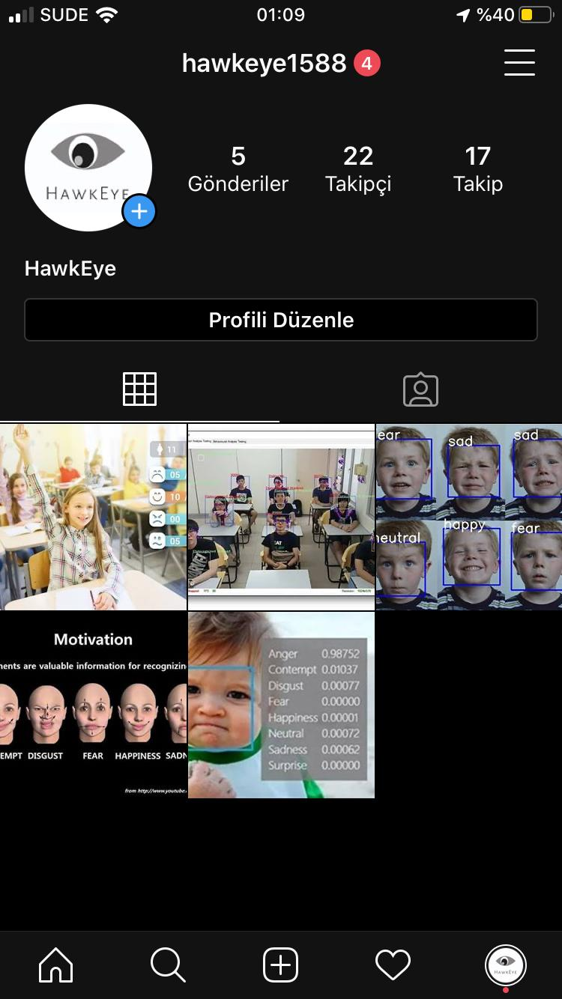 SUDE 01:09 %40
hawkeye1588 4
HAWKEYE
5 22 17
Gönderiler Takipçi Takip
HawkEye
Profili Düzenle
11
05
10
00
05
ear sad sad
neutral happy fear
Motivation
nents are valuable information for recognizin
EMPT DISGUST FEAR HAPPINESS SADN
from http://www.youtube.
Anger 0.98752
Contempt 0.01037
Disgust 0.00077
Fear 0.00000
Happiness 0.00001
Neutral 0.00072
Sadness 0.00062
Surprise 0.00000
HAWKEYE